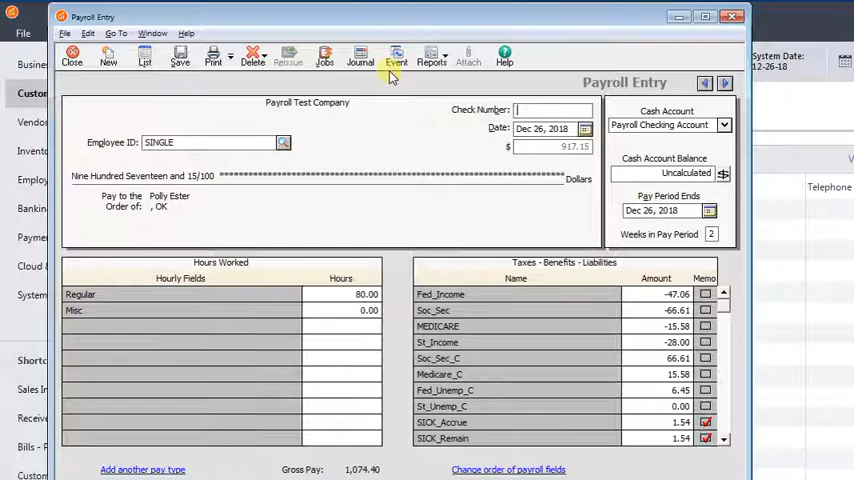 Payroll Entry
File
File Edit Go To Window Help
System Date:
12-26-18
Close New List Save Print Delete Reissue Jobs Journal Event Reports Attach Help
Busine
Custo
Vendo
Invento
Employ
Bankin
Payme
Cloud &
System
Shortc
Sales In
Receive
Bills - P
Custom
Payroll Entry
Payroll Test Company
Check Number:
Date: Dec 26, 2018
$ 917.15
Employee ID: SINGLE
Nine Hundred Seventeen and 15/100 Dollars
Pay to the Order of:
Polly Ester
, OK
Cash Account
Payroll Checking Account
Cash Account Balance
Uncalculated
Pay Period Ends
Dec 26, 2018
Weeks in Pay Period 2
Telephone
Hours Worked
Hourly Fields Hours
Regular 80.00
Misc 0.00
Taxes - Benefits - Liabilities
Name Amount Memo
Fed_Income -47.06
Soc_Sec -66.61
MEDICARE -15.58
St_Income -28.00
Soc_Sec_C 66.61
Medicare_C 15.58
Fed_Unemp_C 6.45
St_Unemp_C 0.00
SICK_Accrue 1.54
SICK_Remain 1.54
Add another pay type
Gross Pay: 1,074.40
Change order of payroll fields